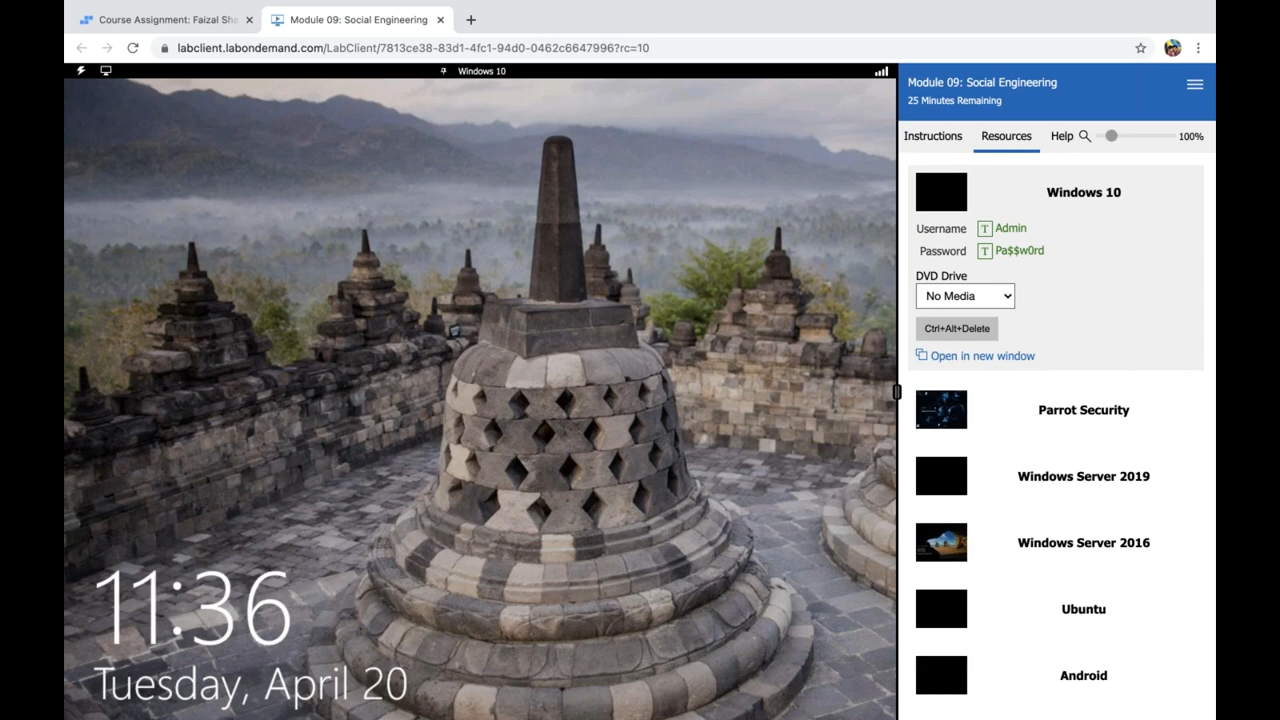 Course Assignment: Faizal Sha
Module 09: Social Engineering
labclient.labondemand.com/LabClient/7813ce38-83d1-4fc1-94d0-0462c6647996?rc=10
Windows 10
Module 09: Social Engineering
25 Minutes Remaining
Instructions Resources Help 100%
Windows 10
Username T Admin
Password T Pa$$w0rd
DVD Drive
No Media
Ctrl+Alt+Delete
Open in new window
Parrot Security
Windows Server 2019
Windows Server 2016
Ubuntu
Android
11:36
Tuesday, April 20